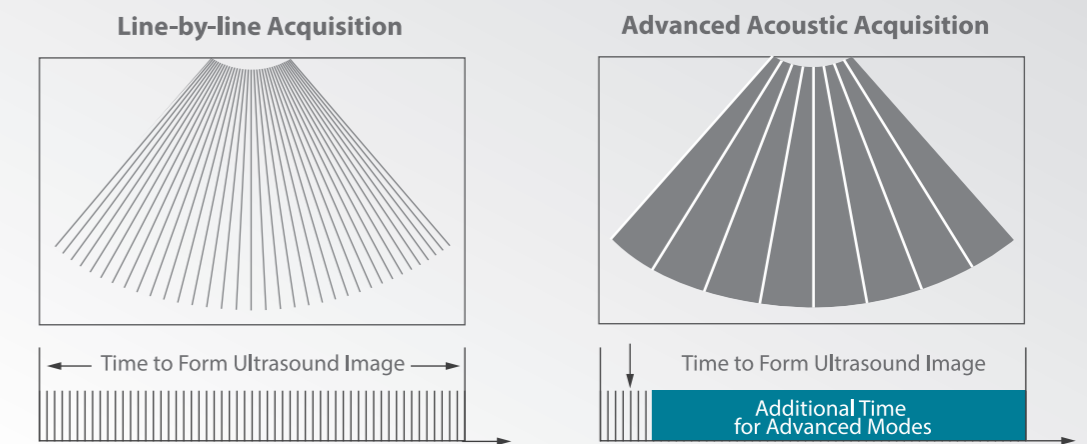 Line-by-line Acquisition
Advanced Acoustic Acquisition
Time to Form Ultrasound Image
Time to Form Ultrasound Image
Additional Time
for Advanced Modes